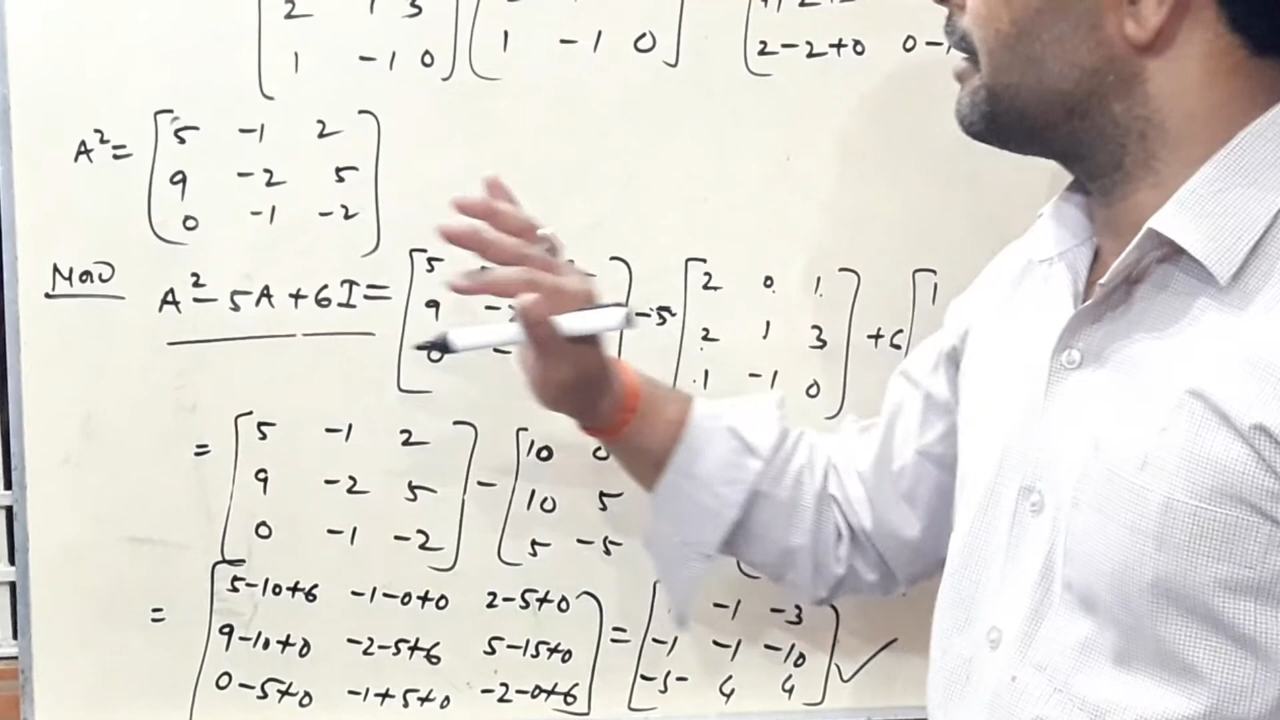 2 1 3 2-2+0 0-1
1 -1 0 1 -1 0
A²= 5 -1 2
9 -2 5
0 -1 -2
Now A²-5A+6I= 5 -5 2 0 1 +6 1
9 2 1 3
0 1 -1 0
= 5 -1 2 - 10 0
9 -2 5 10 5
0 -1 -2 5 -5
= 5-10+6 -1-0+0 2-5+0 = -1 -3
9-10+0 -2-5+6 5-15+0 -1 -1 -10 ✓
0-5+0 -1+5+0 -2-0+6 -5 4 4